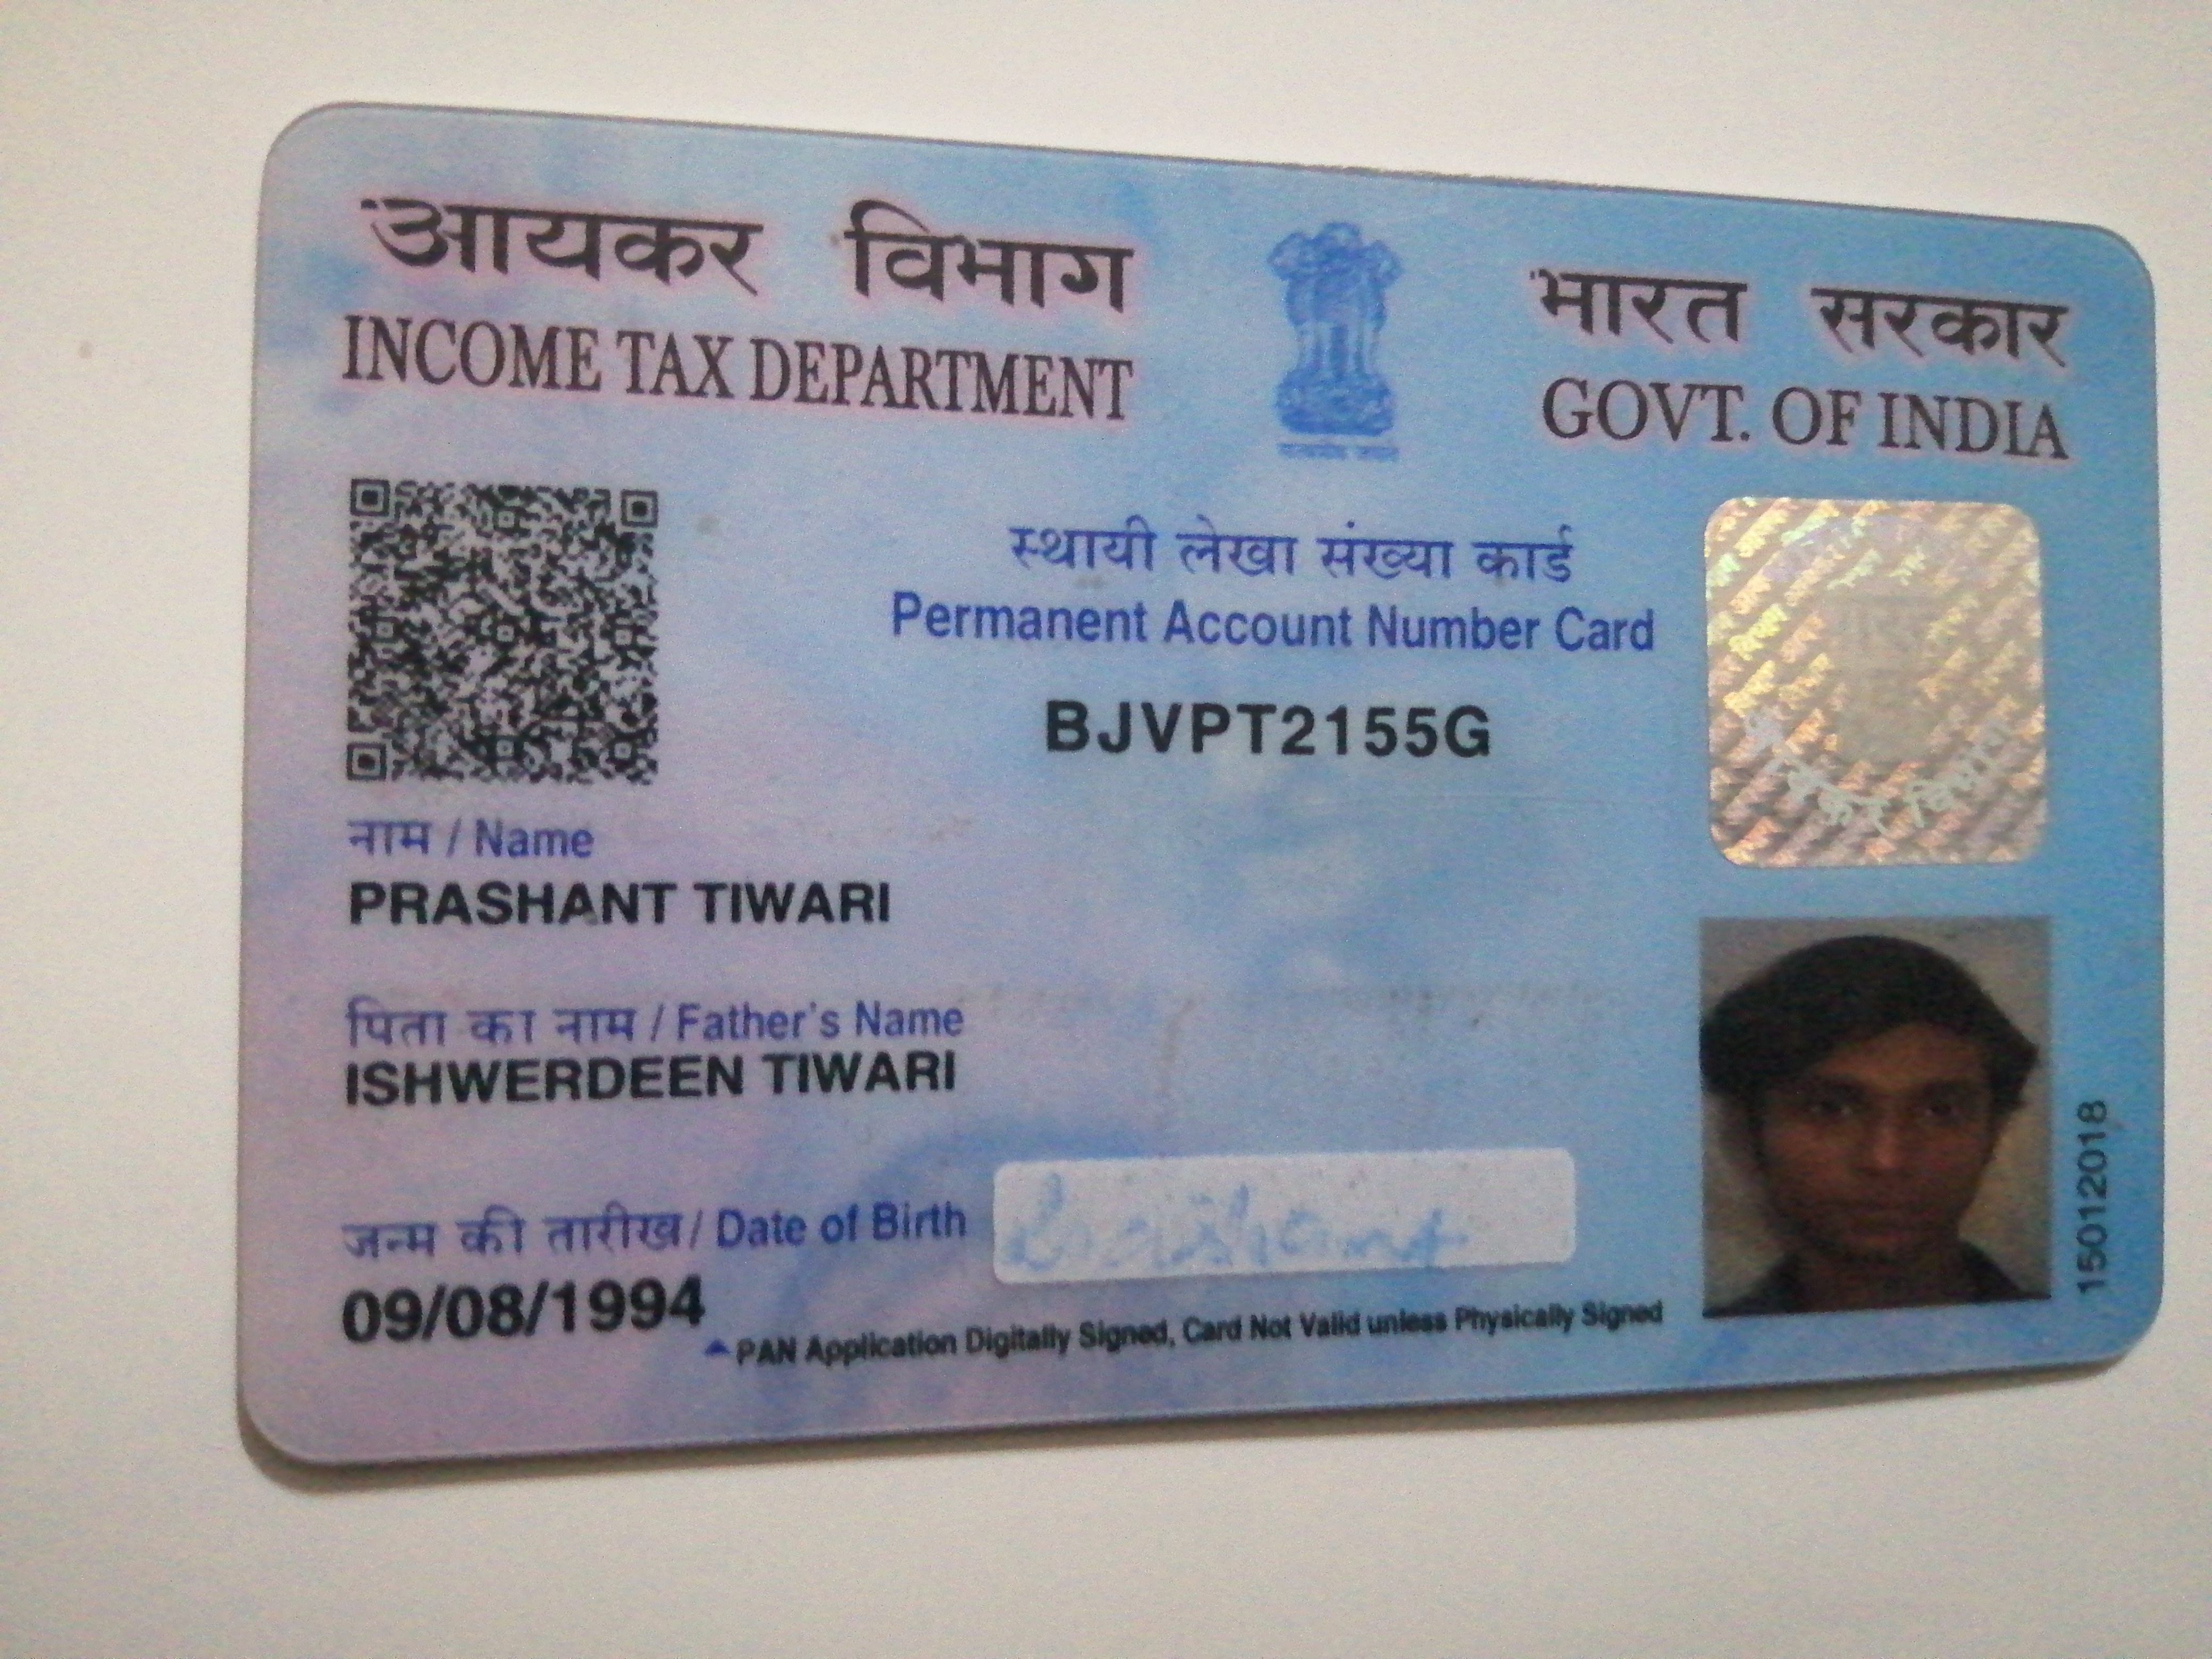 आयकर विभाग
INCOME TAX DEPARTMENT
भारत सरकार
GOVT. OF INDIA
स्थायी लेखा संख्या कार्ड
Permanent Account Number Card
BJVPT2155G
नाम / Name
PRASHANT TIWARI
पिता का नाम / Father's Name
ISHWERDEEN TIWARI
जन्म की तारीख / Date of Birth
09/08/1994
Prashant
PAN Application Digitally Signed, Card Not Valid unless Physically Signed
15012018